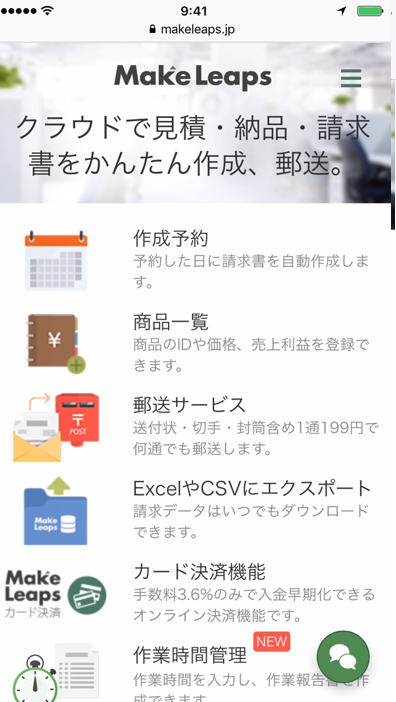 9:41
makeleaps.jp
MakeLeaps
クラウドで見積・納品・請求
書をかんたん作成、郵送。
作成予約
予約した日に請求書を自動作成しま
す。
¥
商品一覧
商品のIDや価格、売上利益を登録で
きます。
〒
POST
郵送サービス
送付状・切手・封筒含め1通199円で
何通でも郵送します。
Make
Leaps
ExcelやCSVにエクスポート
請求データはいつでもダウンロード
できます。
Make
Leaps
カード決済
カード決済機能
手数料3.6%のみで入金早期化できる
オンライン決済機能です。
作業時間管理
NEW
作業時間を入力し、作業報告書を作
成できます。